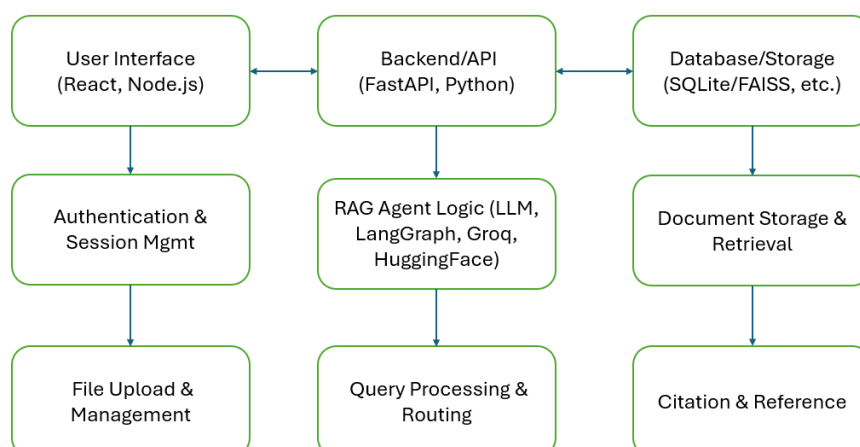 User Interface
(React, Node.js)
Backend/API
(FastAPI, Python)
Database/Storage
(SQLite/FAISS, etc.)
Authentication &
Session Mgmt
RAG Agent Logic (LLM,
LangGraph, Groq,
HuggingFace)
Document Storage &
Retrieval
File Upload &
Management
Query Processing &
Routing
Citation & Reference